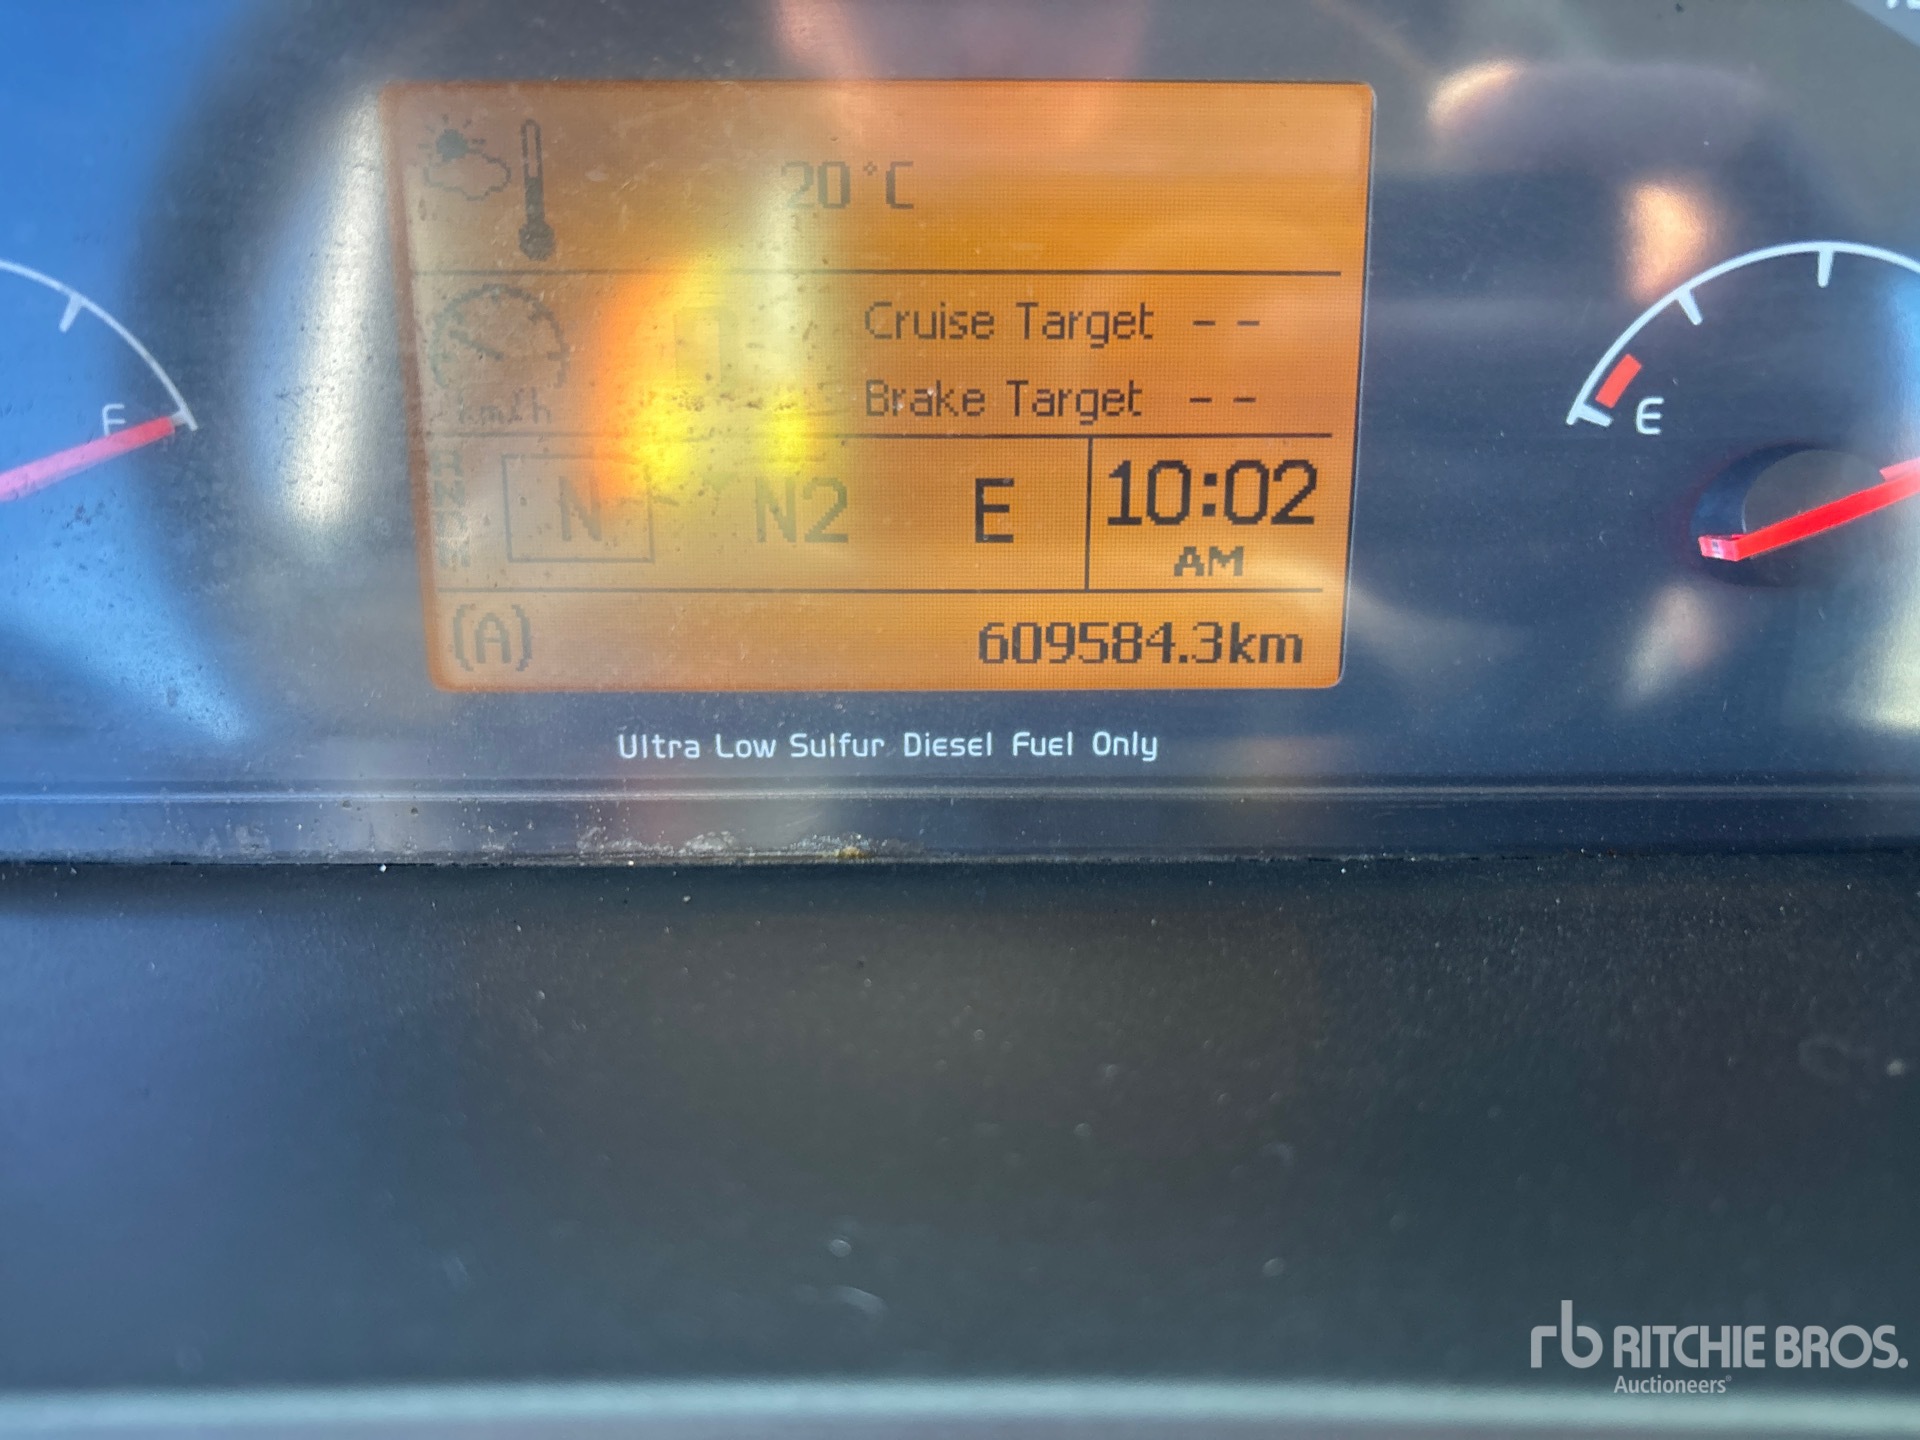 20°C
Cruise Target --
Brake Target --
km/h
E
E
N N2 E
10:02
AM
(A) 609584.3km
Ultra Low Sulfur Diesel Fuel Only
rb RITCHIE BROS.
Auctioneers